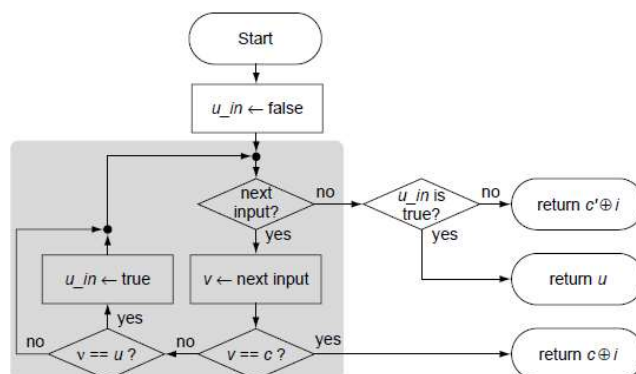 Start
u_in ← false
next
input?
no
yes
u_in is
true?
no
yes
return c′⊕i
return u
u_in ← true
v ← next input
yes
no
v == u ?
no
v == c ?
yes
return c⊕i